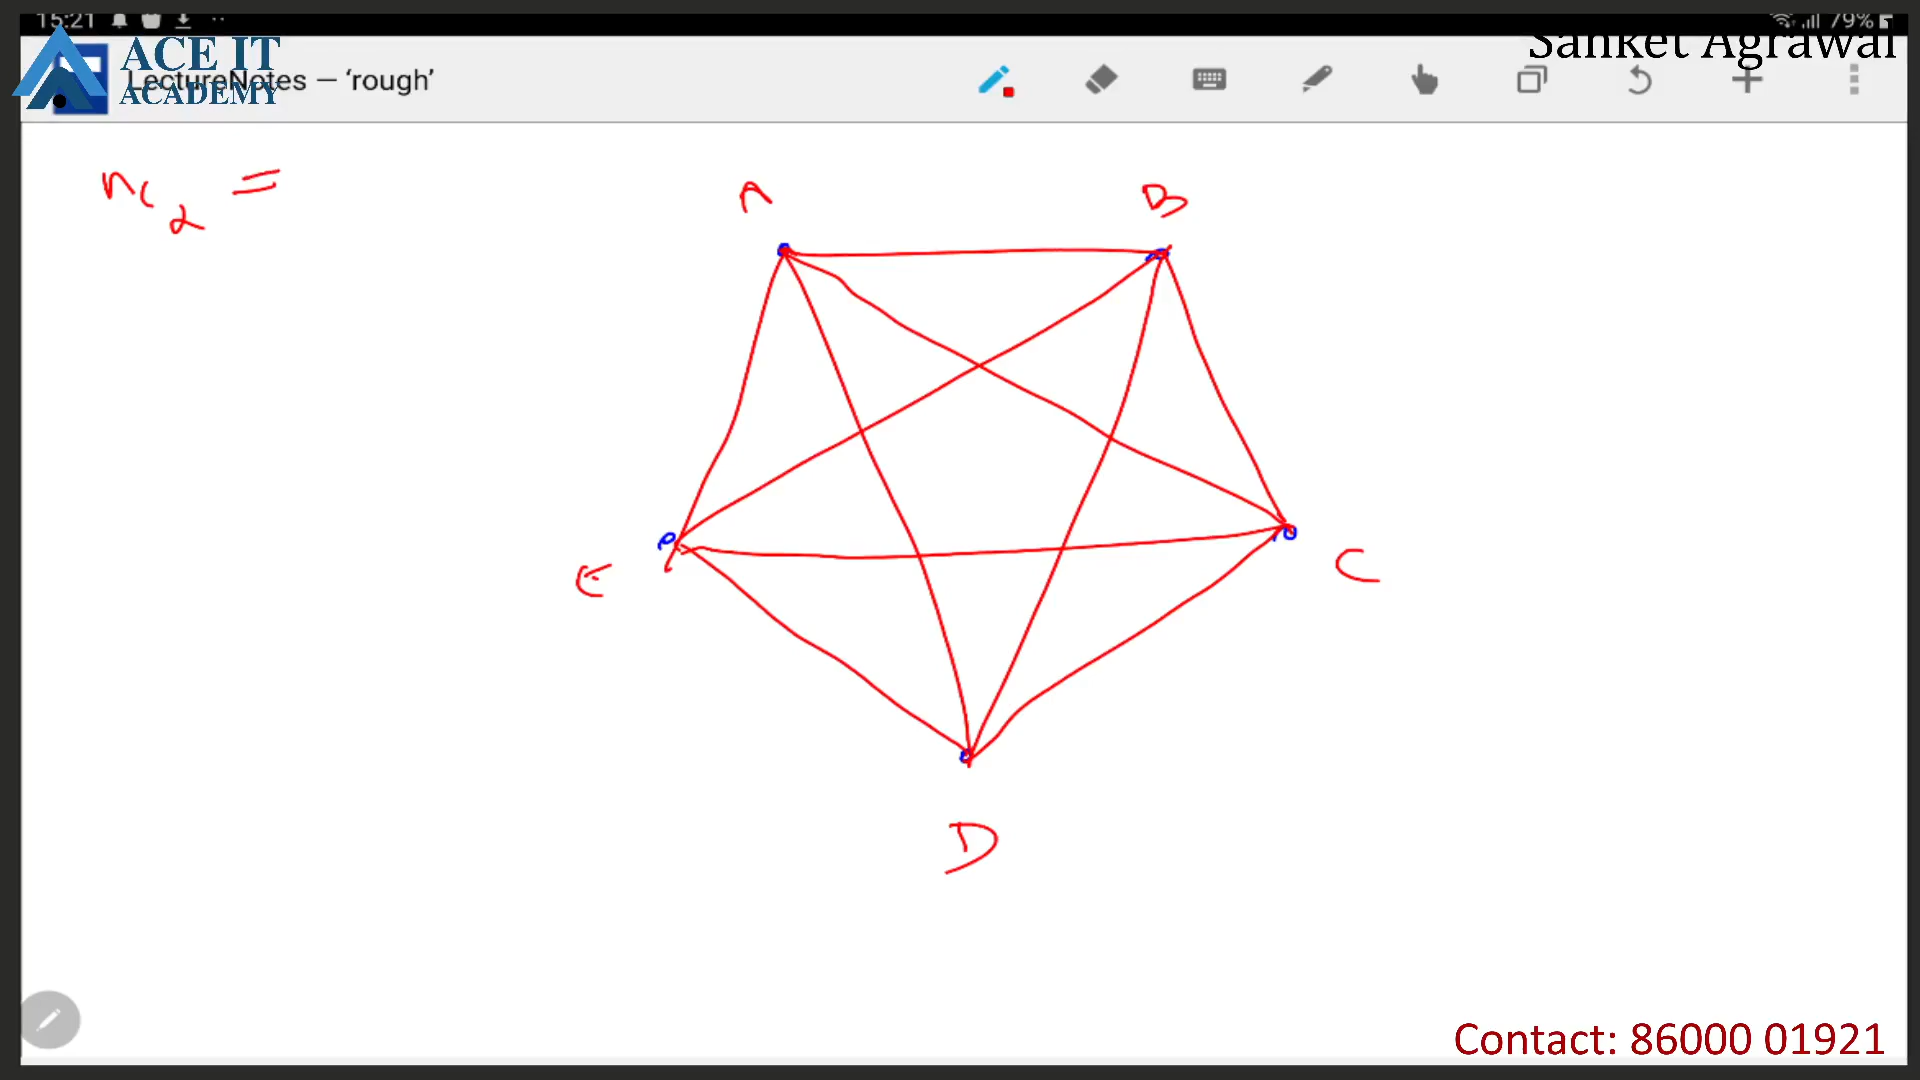 15:21
79%
ACE IT
ACADEMY
LectureNotes – ‘rough’
Sanket Agrawal
nc2 =
A
B
E
C
D
Contact: 86000 01921